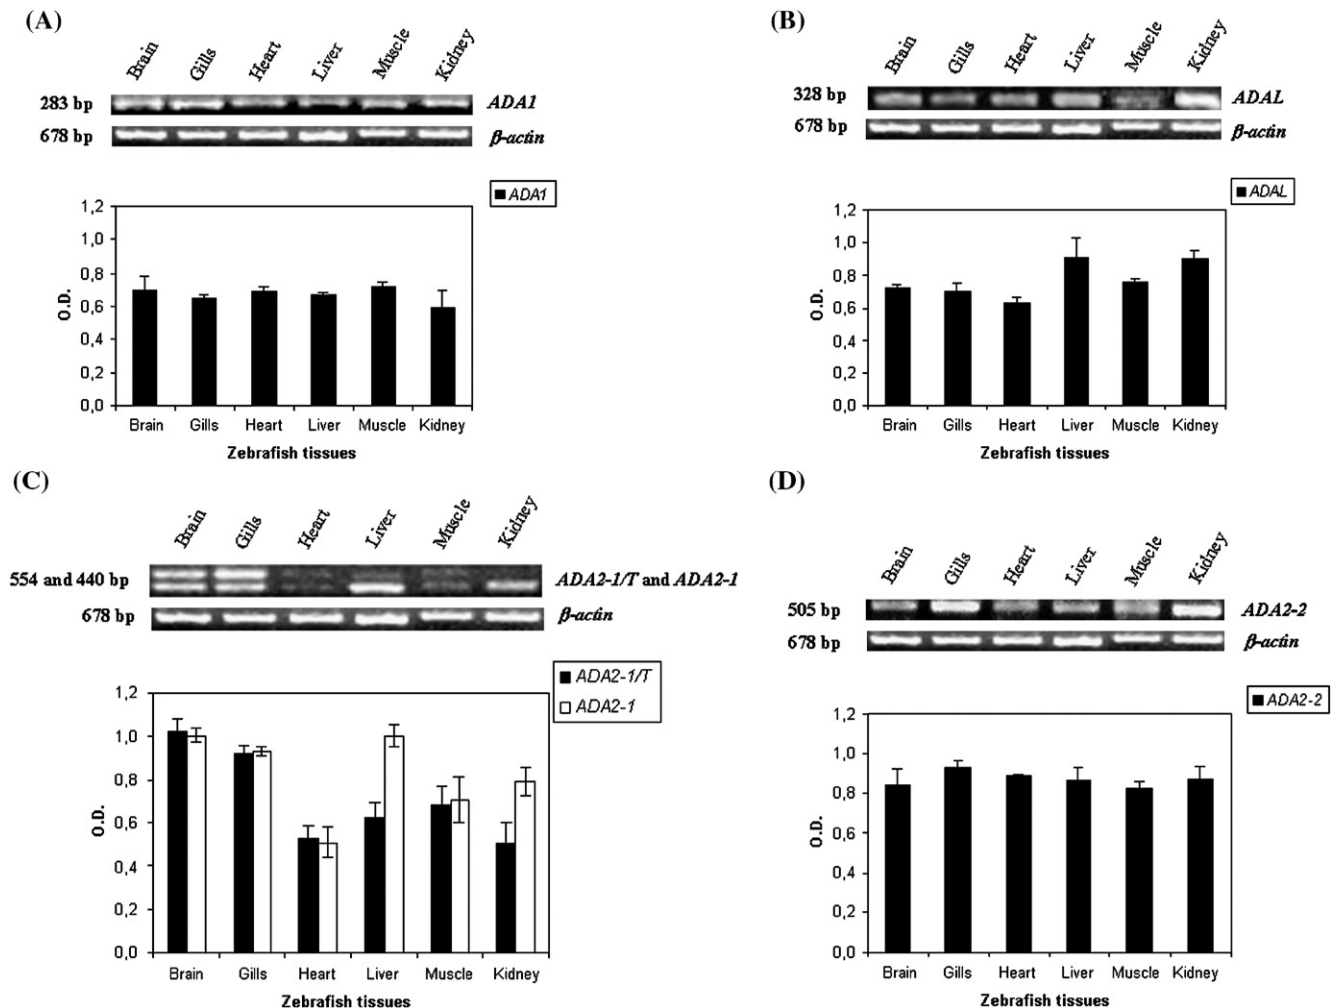 (A)
Brain Gills Heart Liver Muscle Kidney
283 bp ADA1
678 bp β-actin
ADA1
1,2
1,0
0,8
0,6
0,4
0,2
0,0
O.D.
Brain Gills Heart Liver Muscle Kidney
Zebrafish tissues
(B)
Brain Gills Heart Liver Muscle Kidney
328 bp ADAL
678 bp β-actin
ADAL
1,2
1,0
0,8
0,6
0,4
0,2
0,0
O.D.
Brain Gills Heart Liver Muscle Kidney
Zebrafish tissues
(C)
Brain Gills Heart Liver Muscle Kidney
554 and 440 bp ADA2-1/T and ADA2-1
678 bp β-actin
ADA2-1/T
ADA2-1
1,2
1,0
0,8
0,6
0,4
0,2
0,0
O.D.
Brain Gills Heart Liver Muscle Kidney
Zebrafish tissues
(D)
Brain Gills Heart Liver Muscle Kidney
505 bp ADA2-2
678 bp β-actin
ADA2-2
1,2
1,0
0,8
0,6
0,4
0,2
0,0
O.D.
Brain Gills Heart Liver Muscle Kidney
Zebrafish tissues